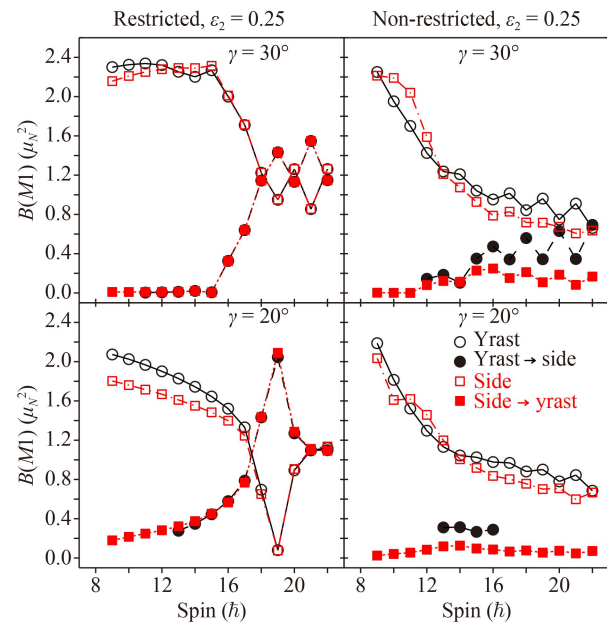 Restricted, ε₂ = 0.25 Non-restricted, ε₂ = 0.25
γ = 30° γ = 30°
2.4
2.0
1.6
1.2
0.8
0.4
0.0
B(M1) (μ_N²)
γ = 20° γ = 20°
2.4
2.0
1.6
1.2
0.8
0.4
0.0
B(M1) (μ_N²)
Yrast
Yrast → side
Side
Side → yrast
8 12 16 20 8 12 16 20
Spin (ℏ) Spin (ℏ)